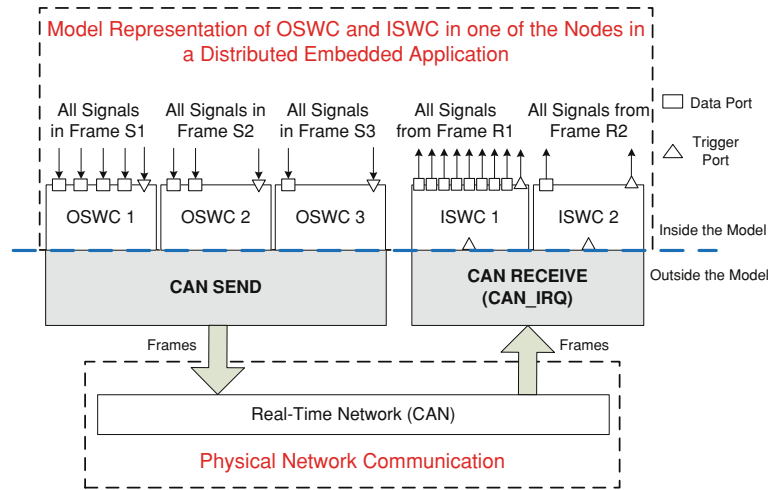 Model Representation of OSWC and ISWC in one of the Nodes in
a Distributed Embedded Application
All Signals
in Frame S1
All Signals in
Frame S2
All Signals
in Frame S3
All Signals
from Frame R1
All Signals from
Frame R2
Data Port
Trigger
Port
OSWC 1
OSWC 2
OSWC 3
ISWC 1
ISWC 2
Inside the Model
Outside the Model
CAN SEND
CAN RECEIVE
(CAN_IRQ)
Frames
Frames
Real-Time Network (CAN)
Physical Network Communication